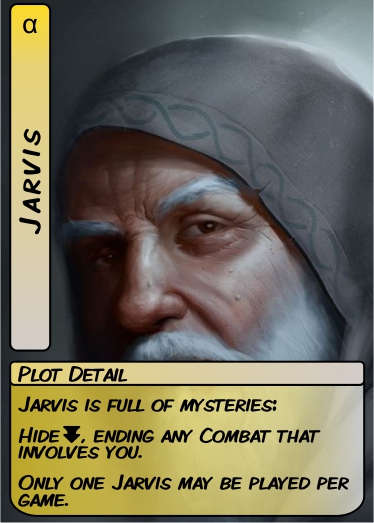 α
Jarvis
Plot Detail
Jarvis is full of mysteries:
Hide🡇, ending any Combat that
involves you.
Only one Jarvis may be played per
game.